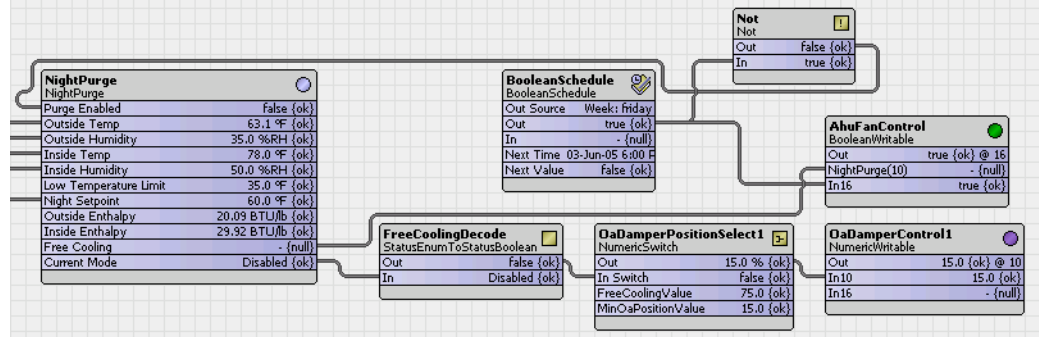 Not
Not
Out false {ok}
In true {ok}
NightPurge
NightPurge
Purge Enabled false {ok}
Outside Temp 63.1 ºF {ok}
Outside Humidity 35.0 %RH {ok}
Inside Temp 78.0 ºF {ok}
Inside Humidity 50.0 %RH {ok}
Low Temperature Limit 35.0 ºF {ok}
Night Setpoint 60.0 ºF {ok}
Outside Enthalpy 20.09 BTU/lb {ok}
Inside Enthalpy 29.92 BTU/lb {ok}
Free Cooling - {null}
Current Mode Disabled {ok}
BooleanSchedule
BooleanSchedule
Out Source Week: friday
Out true {ok}
In - {null}
Next Time 03-Jun-05 6:00 P
Next Value false {ok}
AhuFanControl
BooleanWritable
Out true {ok} @ 16
NightPurge(10) - {null}
In16 true {ok}
FreeCoolingDecode
StatusEnumToStatusBoolean
Out false {ok}
In Disabled {ok}
OaDamperPositionSelect1
NumericSwitch
Out 15.0 % {ok}
In Switch false {ok}
FreeCoolingValue 75.0 {ok}
MinOaPositionValue 15.0 {ok}
OaDamperControl1
NumericWritable
Out 15.0 {ok} @ 10
In10 15.0 {ok}
In16 - {null}